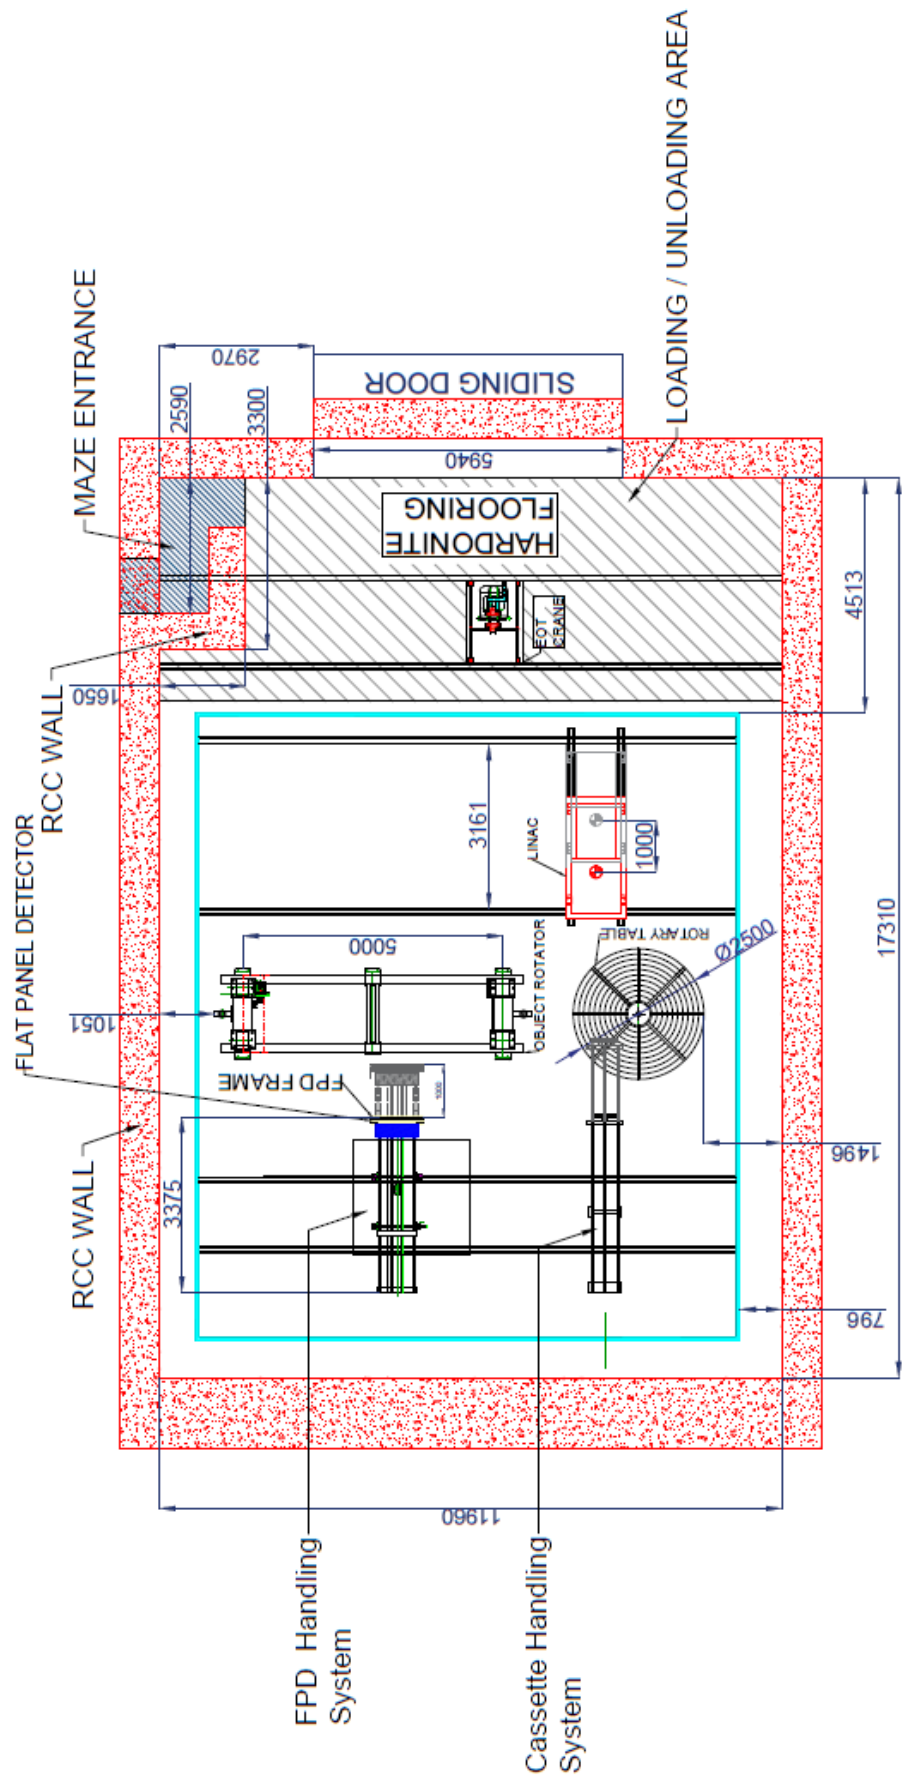 MAZE ENTRANCE
RCC WALL
FLAT PANEL DETECTOR
RCC WALL
2590
3300
2970
SLIDING DOOR
5940
LOADING / UNLOADING AREA
HARDONITE
FLOORING
EOT
CRANE
1650
4513
17310
3161
LINAC
1000
5000
1051
OBJECT ROTATOR
ROTARY TABLE
Ø2500
FPD FRAME
1000
3375
1496
796
11960
FPD Handling
System
Cassette Handling
System